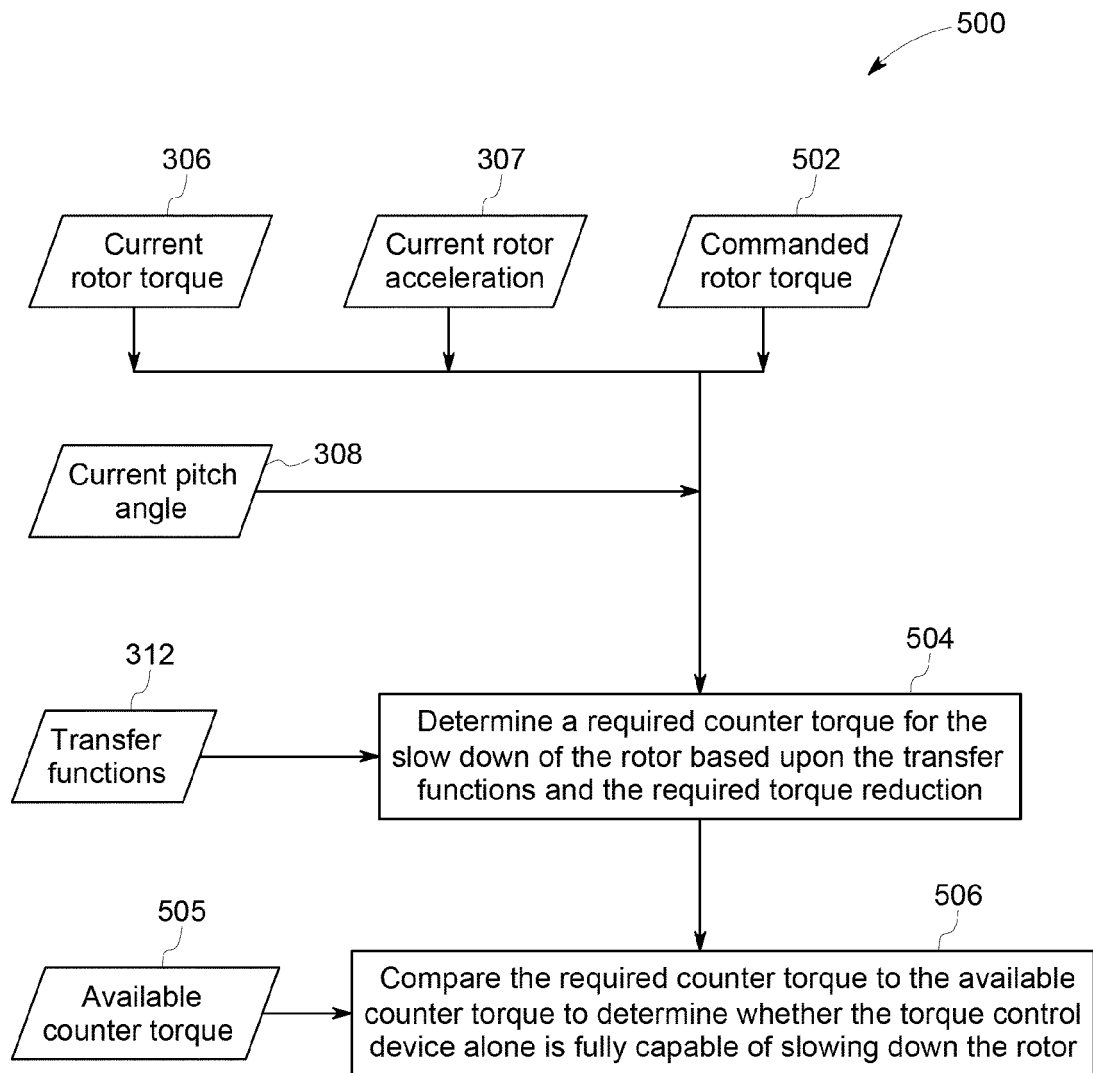 500
306
307
502
Current
rotor torque
Current rotor
acceleration
Commanded
rotor torque
308
Current pitch
angle
312
504
Transfer
functions
Determine a required counter torque for the
slow down of the rotor based upon the transfer
functions and the required torque reduction
505
506
Available
counter torque
Compare the required counter torque to the available
counter torque to determine whether the torque control
device alone is fully capable of slowing down the rotor